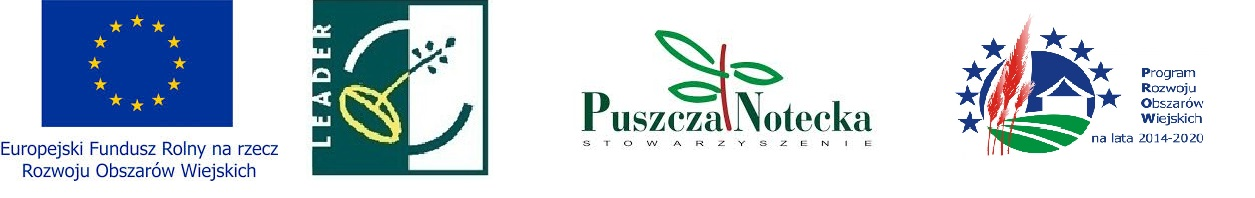 Europejski Fundusz Rolny na rzecz
Rozwoju Obszarów Wiejskich
LEADER
Puszcza Notecka
STOWARZYSZENIE
Program
Rozwoju
Obszarów
Wiejskich
na lata 2014-2020